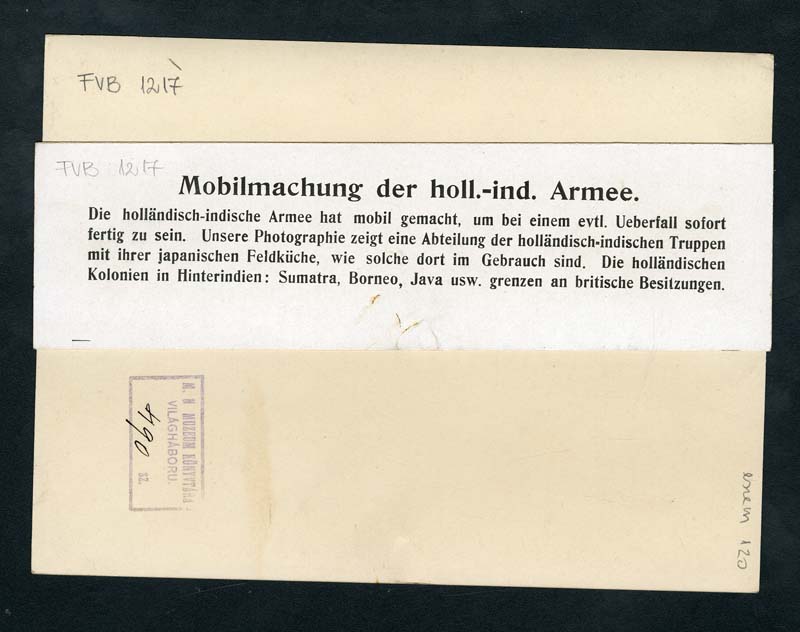 FVB 1217
FVB 1217
Mobilmachung der holl.-ind. Armee.
Die holländisch-indische Armee hat mobil gemacht, um bei einem evtl. Ueberfall sofort
fertig zu sein. Unsere Photographie zeigt eine Abteilung der holländisch-indischen Truppen
mit ihrer japanischen Feldküche, wie solche dort im Gebrauch sind. Die holländischen
Kolonien in Hinterindien: Sumatra, Borneo, Java usw. grenzen an britische Besitzungen.
M. N MUZEUM KÖNYVTÁRA
VILÁGHÁBORU.
490
SZ.
120